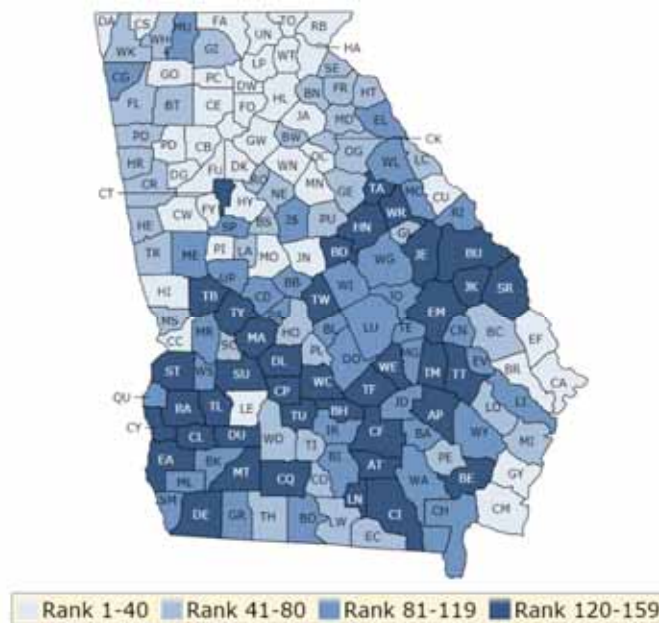 DA CS FA TO
UN RB
MU
WH GI
WK LP WT HA
CG GO PC DW SE
FL BT CE FO HL BN FR HT
JA MD EL
PD PD CB GW BW OG CK
HR DG DK WN OC WL LC
FU RO MN GE TA MC CU
CT CR FY HY NE
CW SP BS JS PU HN WR GL RI
HE
TR ME PI LA MO JN BD WG JE BU
HI UP BB
TB CD TW WI JO JK SR
MS TY EM
CC MR MA HO BL LU TE CN BC EF
SC PL DO MG EV BR
ST WS SU DL WE TM TT CA
QU CP WC TF
RA TL LE TU BH JD AP LO LI
CY CL DU WO TI IR CF BA WY MI
EA BK MT CQ BI AT PE
ML CO WA BE GY
SM LN
DE GR TH BD LW CI CH CM
EC
Rank 1-40 Rank 41-80 Rank 81-119 Rank 120-159